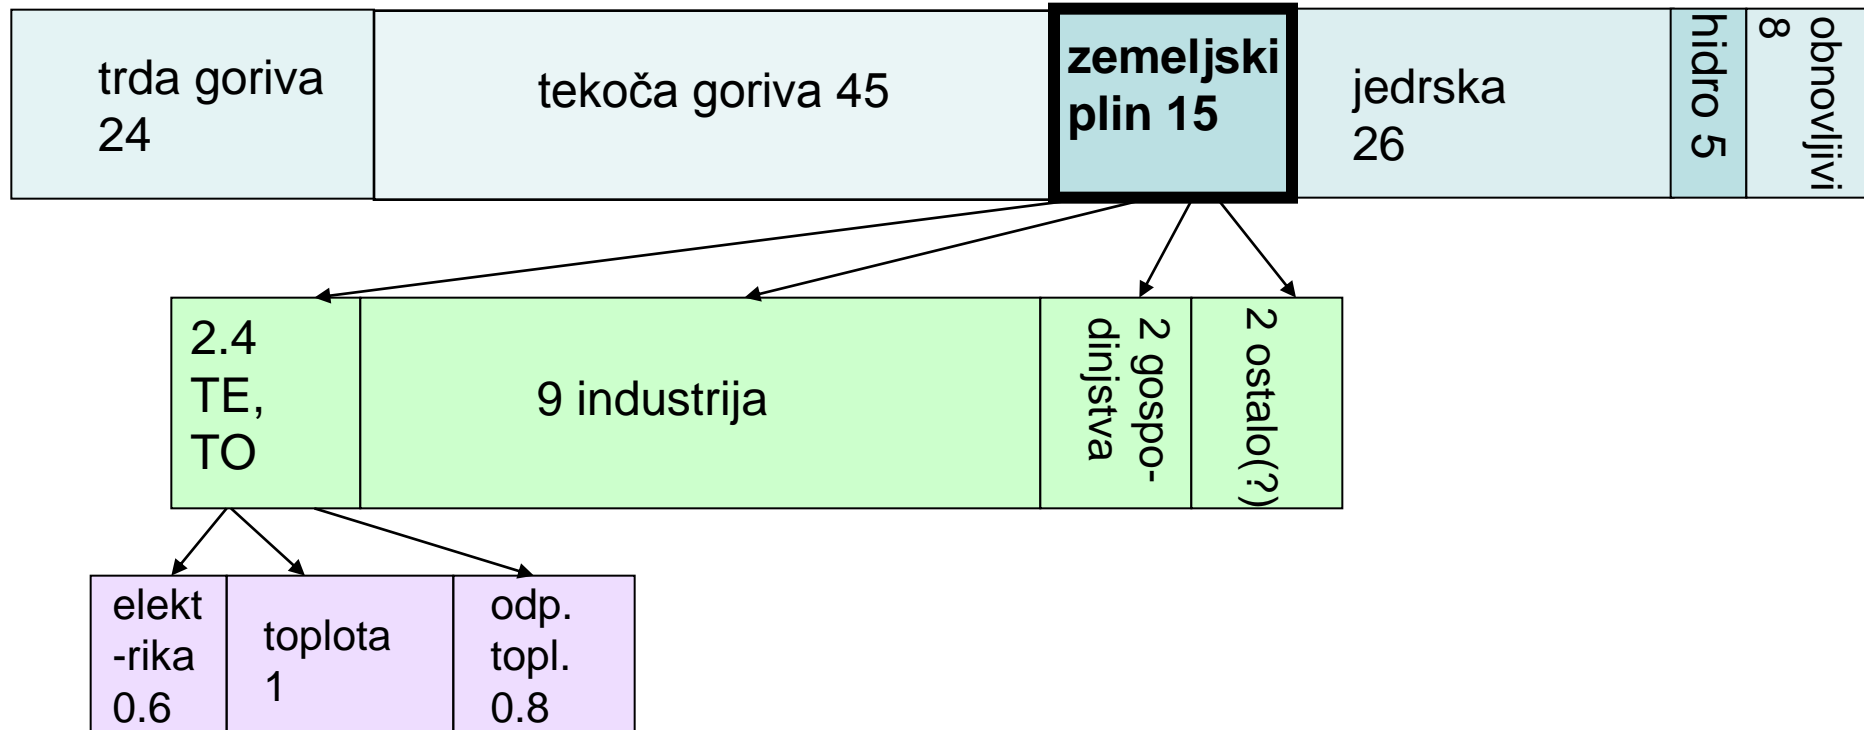 trda goriva
24
tekoča goriva 45
zemeljski
plin 15
jedrska
26
hidro 5
obnovljivi
8
2.4
TE,
TO
9 industrija
2 gospo-
dinjstva
2 ostalo(?)
elekt
-rika
0.6
toplota
1
odp.
topl.
0.8